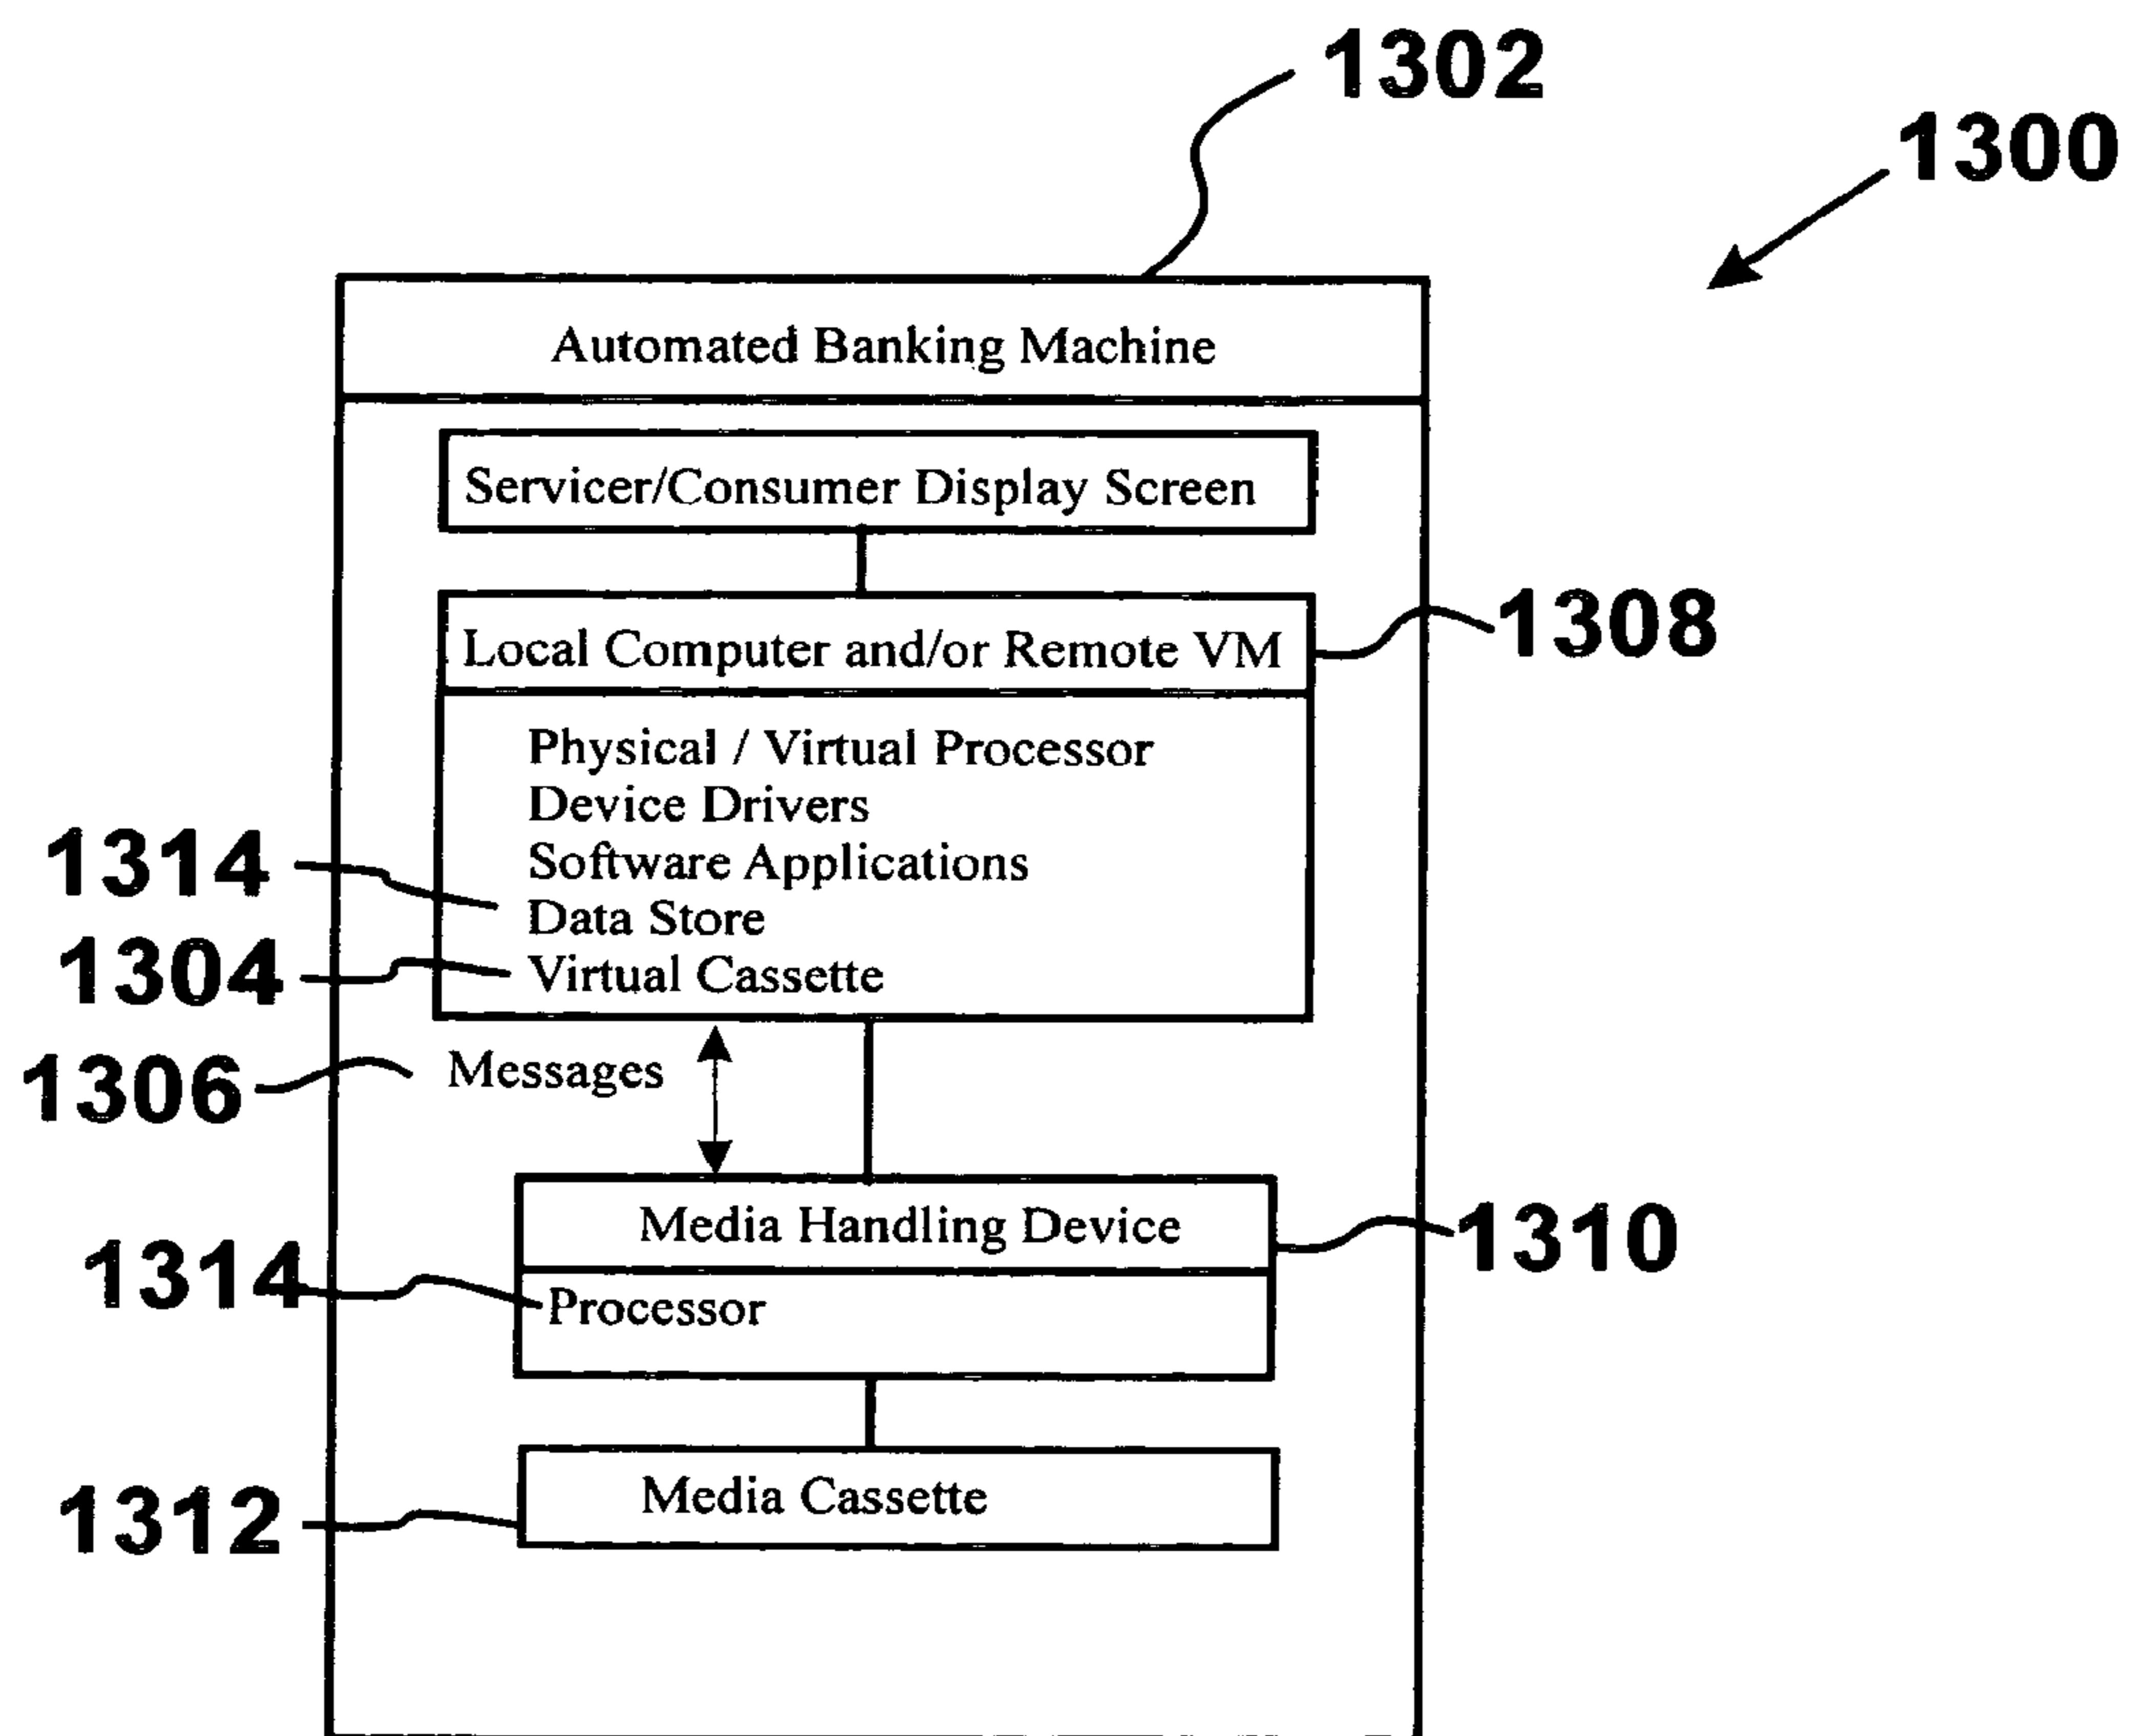 1302
1300
Automated Banking Machine
Servicer/Consumer Display Screen
Local Computer and/or Remote VM
1308
Physical / Virtual Processor
Device Drivers
Software Applications
1314
Data Store
1304
Virtual Cassette
1306
Messages
Media Handling Device
1310
1314
Processor
1312
Media Cassette